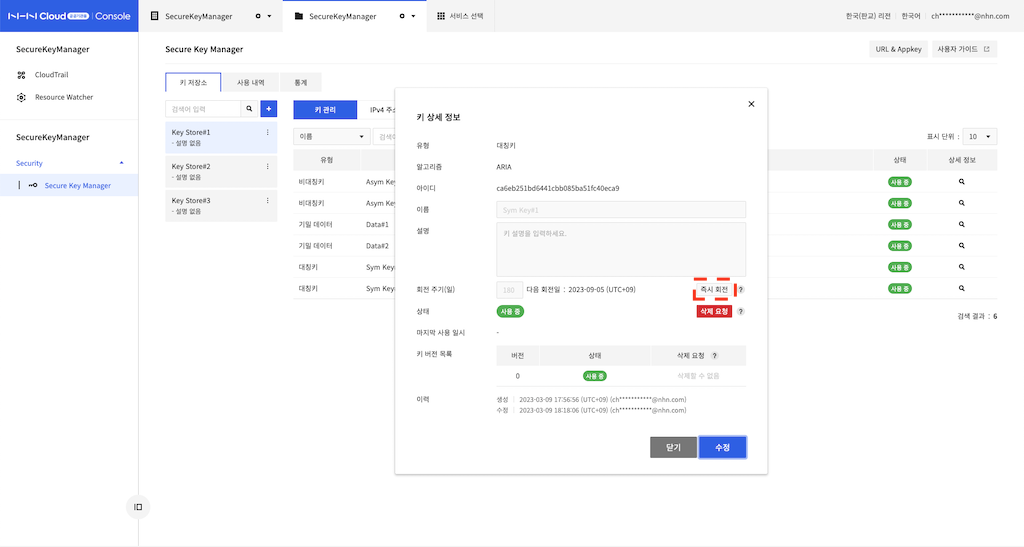 NHN Cloud 공공기관용 Console
SecureKeyManager
SecureKeyManager
서비스 선택
한국(판교) 리전
한국어
ch***********@nhn.com
SecureKeyManager
CloudTrail
Resource Watcher
SecureKeyManager
Security
Secure Key Manager
Secure Key Manager
URL & Appkey
사용자 가이드
키 저장소
사용 내역
통계
검색어 입력
+
Key Store#1
- 설명 없음
Key Store#2
- 설명 없음
Key Store#3
- 설명 없음
키 관리
IPv4 주소
이름
표시 단위 : 10
유형
상태
상세 정보
비대칭키 Asym Key 사용 중
비대칭키 Asym Key 사용 중
기밀 데이터 Data#1 사용 중
기밀 데이터 Data#2 사용 중
대칭키 Sym Key 사용 중
대칭키 Sym Key 사용 중
검색 결과 : 6
키 상세 정보
유형 대칭키
알고리즘 ARIA
아이디 ca6eb251bd6441cbb085ba51fc40eca9
이름 Sym Key#1
설명 키 설명을 입력하세요.
회전 주기(일) 180 다음 회전일 : 2023-09-05 (UTC+09) 즉시 회전 ?
상태 사용 중 삭제 요청 ?
마지막 사용 일시 -
키 버전 목록 버전 상태 삭제 요청 ?
0 사용 중 삭제할 수 없음
이력 생성 | 2023-03-09 17:56:56 (UTC+09) (ch***********@nhn.com)
수정 | 2023-03-09 18:18:06 (UTC+09) (ch***********@nhn.com)
닫기
수정